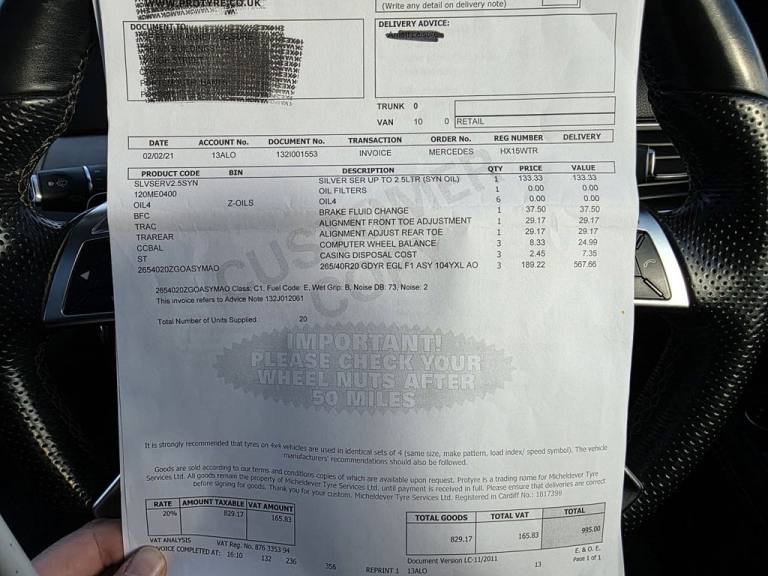 WWW.PROTYRE.CO.UK
(Write any detail on delivery note)
DOCUMENT TO
DELIVERY ADVICE:
TRUNK 0
VAN 10 0 RETAIL
DATE ACCOUNT No. DOCUMENT No. TRANSACTION ORDER No. REG NUMBER DELIVERY
02/02/21 13ALO 132I001553 INVOICE MERCEDES HX15WTR
PRODUCT CODE BIN DESCRIPTION QTY PRICE VALUE
SLVSERV2.5SYN SILVER SER UP TO 2.5LTR (SYN OIL) 1 133.33 133.33
120ME0400 OIL FILTERS 1 0.00 0.00
OIL4 Z-OILS OIL4 6 0.00 0.00
BFC BRAKE FLUID CHANGE 1 37.50 37.50
TRAC ALIGNMENT FRONT TOE ADJUSTMENT 1 29.17 29.17
TRAREAR ALIGNMENT ADJUST REAR TOE 1 29.17 29.17
CCBAL COMPUTER WHEEL BALANCE 3 8.33 24.99
ST CASING DISPOSAL COST 3 2.45 7.35
2654020ZGOASYMAO 265/40R20 GDYR EGL F1 ASY 104YXL AO 3 189.22 567.66
CUSTOMER COPY
2654020ZGOASYMAO Class: C1, Fuel Code: E, Wet Grip: B, Noise DB: 73, Noise: 2
This invoice refers to Advice Note 132J012061
Total Number of Units Supplied 20
IMPORTANT!
PLEASE CHECK YOUR
WHEEL NUTS AFTER
50 MILES
It is strongly recommended that tyres on 4x4 vehicles are used in identical sets of 4 (same size, make pattern, load index/ speed symbol). The vehicle
manufacturers' recommendations should also be followed.
Goods are sold according to our terms and conditions copies of which are available upon request. Protyre is a trading name for Micheldever Tyre
Services Ltd. All goods remain the property of Micheldever Tyre Services Ltd. until payment is received in full. Please ensure that deliveries are correct
before signing for goods. Thank you for your custom. Micheldever Tyre Services Ltd. Registered in Cardiff No.: 1817398
RATE AMOUNT TAXABLE VAT AMOUNT
20% 829.17 165.83
TOTAL GOODS TOTAL VAT TOTAL
829.17 165.83 995.00
VAT ANALYSIS VAT Reg. No. 876 3353 94
VOICE COMPLETED AT: 16:10 132 236 356 REPRINT 1 13ALO 13
E. & O. E.
Document Version LC-11/2011 Page 1 of 1